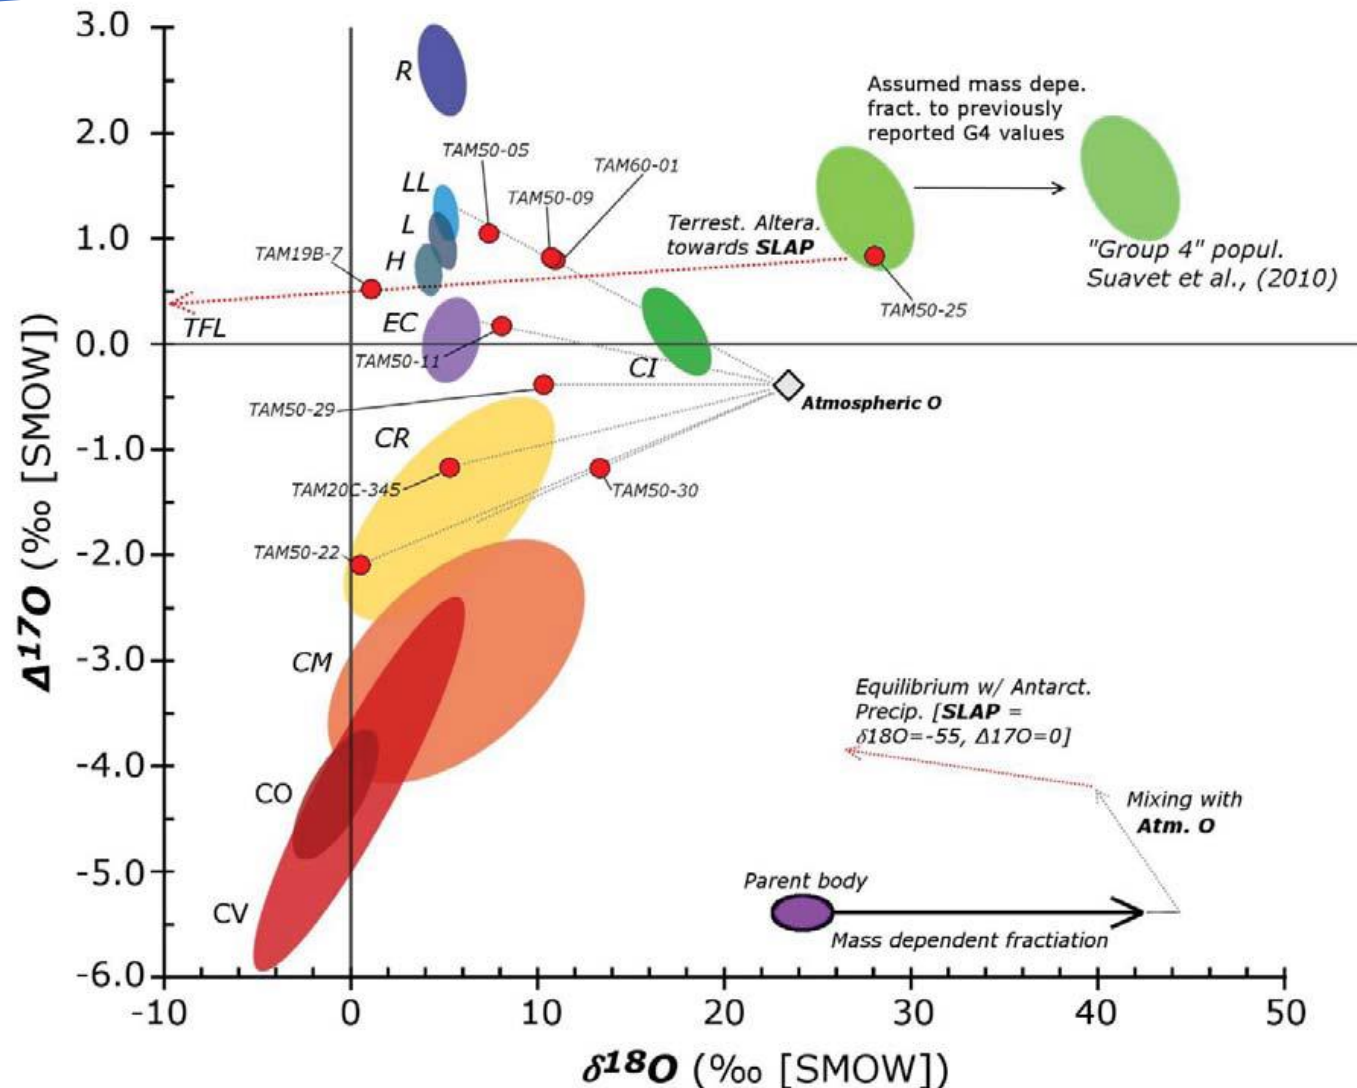 3.0
2.0
1.0
0.0
-1.0
-2.0
-3.0
-4.0
-5.0
-6.0
Δ17O (‰ [SMOW])
R
Assumed mass depe.
fract. to previously
reported G4 values
TAM50-05
TAM60-01
LL
TAM50-09
L
Terrest. Altera.
towards SLAP
TAM19B-7
H
"Group 4" popul.
Suavet et al., (2010)
TAM50-25
TFL
EC
TAM50-11
CI
Atmospheric O
TAM50-29
CR
TAM20C-345
TAM50-30
TAM50-22
CM
Equilibrium w/ Antarct.
Precip. [SLAP =
δ18O=-55, Δ17O=0]
CO
Mixing with
Atm. O
Parent body
CV
Mass dependent fractiation
-10 0 10 20 30 40 50
δ18O (‰ [SMOW])